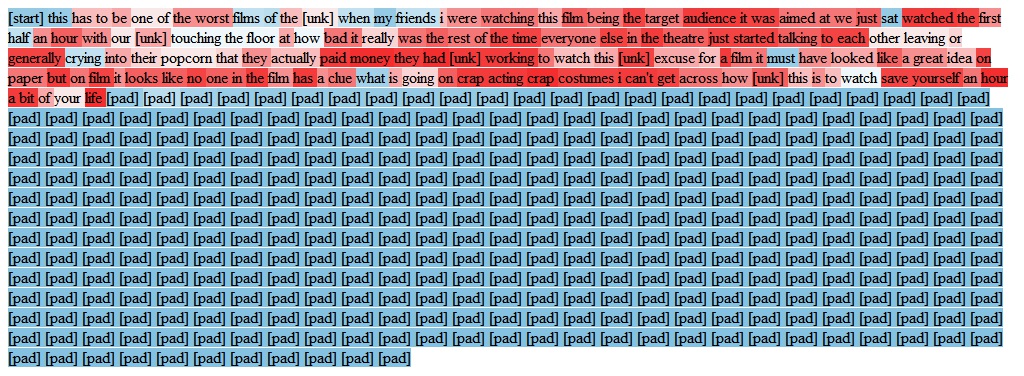 [start] this has to be one of the worst films of the [unk] when my friends i were watching this film being the target audience it was aimed at we just sat watched the first
half an hour with our [unk] touching the floor at how bad it really was the rest of the time everyone else in the theatre just started talking to each other leaving or
generally crying into their popcorn that they actually paid money they had [unk] working to watch this [unk] excuse for a film it must have looked like a great idea on
paper but on film it looks like no one in the film has a clue what is going on crap acting crap costumes i can't get across how [unk] this is to watch save yourself an hour
a bit of your life [pad] [pad] [pad] [pad] [pad] [pad] [pad] [pad] [pad] [pad] [pad] [pad] [pad] [pad] [pad] [pad] [pad] [pad] [pad] [pad] [pad] [pad] [pad] [pad]
[pad] [pad] [pad] [pad] [pad] [pad] [pad] [pad] [pad] [pad] [pad] [pad] [pad] [pad] [pad] [pad] [pad] [pad] [pad] [pad] [pad] [pad] [pad] [pad] [pad] [pad] [pad]
[pad] [pad] [pad] [pad] [pad] [pad] [pad] [pad] [pad] [pad] [pad] [pad] [pad] [pad] [pad] [pad] [pad] [pad] [pad] [pad] [pad] [pad] [pad] [pad] [pad] [pad] [pad]
[pad] [pad] [pad] [pad] [pad] [pad] [pad] [pad] [pad] [pad] [pad] [pad] [pad] [pad] [pad] [pad] [pad] [pad] [pad] [pad] [pad] [pad] [pad] [pad] [pad] [pad] [pad]
[pad] [pad] [pad] [pad] [pad] [pad] [pad] [pad] [pad] [pad] [pad] [pad] [pad] [pad] [pad] [pad] [pad] [pad] [pad] [pad] [pad] [pad] [pad] [pad] [pad] [pad] [pad]
[pad] [pad] [pad] [pad] [pad] [pad] [pad] [pad] [pad] [pad] [pad] [pad] [pad] [pad] [pad] [pad] [pad] [pad] [pad] [pad] [pad] [pad] [pad] [pad] [pad] [pad] [pad]
[pad] [pad] [pad] [pad] [pad] [pad] [pad] [pad] [pad] [pad] [pad] [pad] [pad] [pad] [pad] [pad] [pad] [pad] [pad] [pad] [pad] [pad] [pad] [pad] [pad] [pad] [pad]
[pad] [pad] [pad] [pad] [pad] [pad] [pad] [pad] [pad] [pad] [pad] [pad] [pad] [pad] [pad] [pad] [pad] [pad] [pad] [pad] [pad] [pad] [pad] [pad] [pad] [pad] [pad]
[pad] [pad] [pad] [pad] [pad] [pad] [pad] [pad] [pad] [pad] [pad] [pad] [pad] [pad] [pad] [pad] [pad] [pad] [pad] [pad] [pad] [pad] [pad] [pad] [pad] [pad] [pad]
[pad] [pad] [pad] [pad] [pad] [pad] [pad] [pad] [pad] [pad] [pad] [pad] [pad] [pad] [pad] [pad] [pad] [pad] [pad] [pad] [pad] [pad] [pad] [pad] [pad] [pad] [pad]
[pad] [pad] [pad] [pad] [pad] [pad] [pad] [pad] [pad] [pad] [pad] [pad] [pad] [pad] [pad] [pad] [pad] [pad] [pad] [pad] [pad] [pad] [pad] [pad] [pad] [pad] [pad]
[pad] [pad] [pad] [pad] [pad] [pad] [pad] [pad] [pad] [pad] [pad] [pad] [pad] [pad] [pad] [pad] [pad] [pad] [pad] [pad] [pad] [pad] [pad] [pad] [pad] [pad] [pad]
[pad] [pad] [pad] [pad] [pad] [pad] [pad] [pad] [pad] [pad] [pad] [pad] [pad] [pad] [pad] [pad] [pad] [pad] [pad] [pad] [pad] [pad] [pad] [pad] [pad] [pad] [pad]
[pad] [pad] [pad] [pad] [pad] [pad] [pad] [pad] [pad] [pad] [pad]